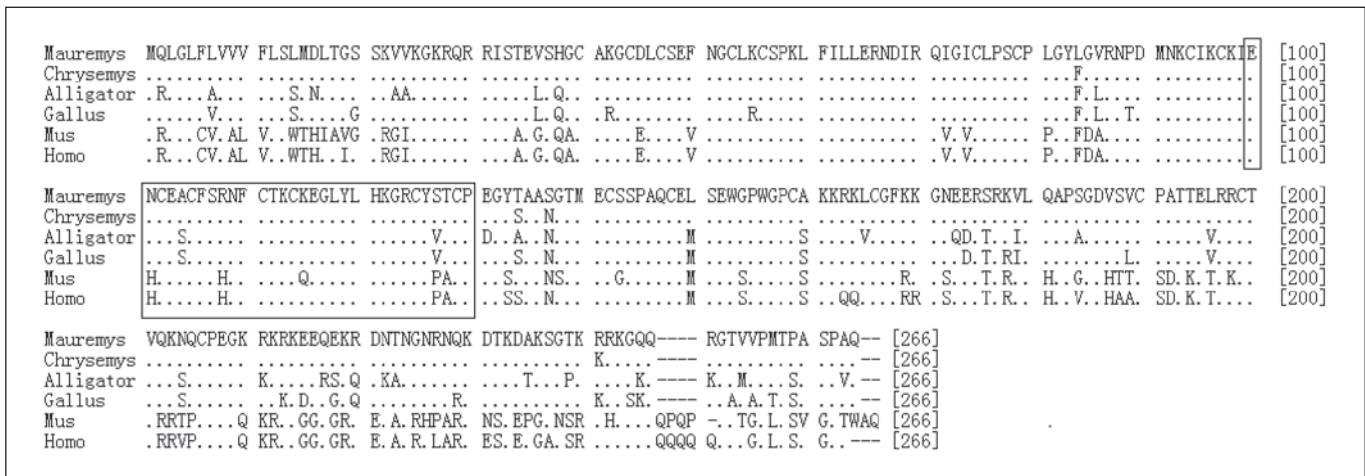 Mauremys MQLGLFLVVV FLSLMDLTGS SKVVKGKRQR RISTEVSHGC AKGCDLCSEF NGCLKCSPKL FILLERNDIR QIGICLPSCP LGYLGVRNPD MNKCIKCKIE [100]
Chrysemys .......... .......... .......... .......... .......... .......... .......... .......... ...F...... .......... [100]
Alligator .R....A... ...S.N.... ..AA...... ....L.Q... .......... .......... .......... .......... ...F.L.... .......... [100]
Gallus ......V... ...S.....G .......... ....L.Q... .R........ ....R..... .......... .......... ...F.L..T. .......... [100]
Mus .R...CV.AL V..WTHIAVG .RGI...... ...A.G.QA. ...E....V .......... .......... V.V....... P..FDA.... .......... [100]
Homo .R...CV.AL V..WTH..I. .RGI...... ...A.G.QA. ...E....V .......... .......... V.V....... P..FDA.... .......... [100]
Mauremys NCEACFSRNF CTKCKEGLYL HKGRCYSTCP EGYTAASGTM ECSSPAQCEL SEWGPWGPCA KKRKLCGFKK GNEERSRKVL QAPSGDVSVC PATTELRRCT [200]
Chrysemys .......... .......... .......... ...S..N... .......... .......... .......... .......... .......... .......... [200]
Alligator ...S...... .......... ......V... D..A..N... .........M .........S ....V..... ..QD.T..I. ...A...... .....V.... [200]
Gallus ...S...... .......... ......V... ...S..N... .........M .........S .......... ...D.T.RI. .......L.. .....V.... [200]
Mus H.....H... ....Q..... ......PA.. ..S...NS.. ..G......M ...S.....S ........R. .S...T.R.. H..G..HTT. SD.K.T.K.. [200]
Homo H.....H... .......... ......PA.. ..SS..N... .........M ...S.....S ..QQ....RR .S...T.R.. H..V..HAA. SD.K.T.... [200]
Mauremys VQKNQCPEGK RKRKEEQEKR DNTNGNRNQK DTKDAKSGTK RRKGQQ---- RGTVVPMTPA SPAQ-- [266]
Chrysemys .......... .......... .......... .......... K.....---- .......... ....-- [266]
Alligator ...S...... K.....RS.Q .KA....... ....T...P. ....K.---- K..M....S. ..V.-- [266]
Gallus ...S...... ..K.D..G.Q .......R.. .......... K..SK.---- ..A.A.T.S. ....-- [266]
Mus .RRTP....Q KR..GG.GR. E.A.RHPAR. NS.EPG.NSR .H....QPQP -..TG.L.SV G.TWAQ [266]
Homo .RRVP....Q KR..GG.GR. E.A.R.LAR. ES.E.GA.SR ......QQQQ Q...G.L.S. G..--- [266]